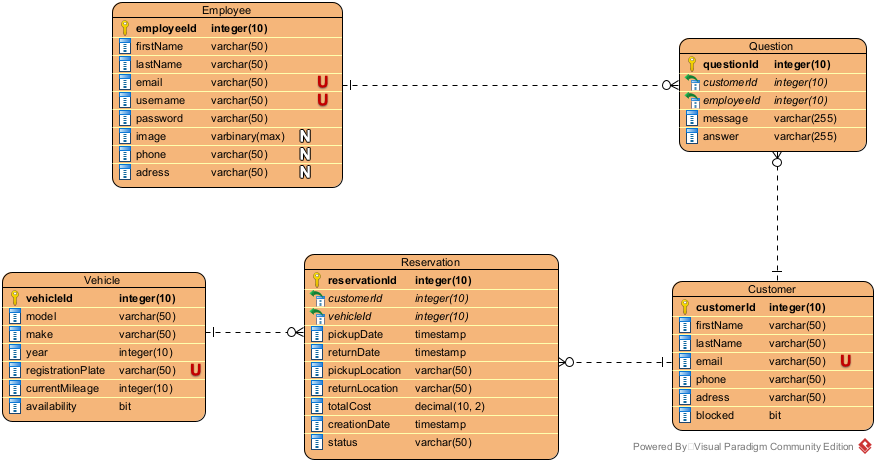 Employee
employeeId integer(10)
firstName varchar(50)
lastName varchar(50)
email varchar(50) U
username varchar(50) U
password varchar(50)
image varbinary(max) N
phone varchar(50) N
adress varchar(50) N
Question
questionId integer(10)
customerId integer(10)
employeeId integer(10)
message varchar(255)
answer varchar(255)
Vehicle
vehicleId integer(10)
model varchar(50)
make varchar(50)
year integer(10)
registrationPlate varchar(50) U
currentMileage integer(10)
availability bit
Reservation
reservationId integer(10)
customerId integer(10)
vehicleId integer(10)
pickupDate timestamp
returnDate timestamp
pickupLocation varchar(50)
returnLocation varchar(50)
totalCost decimal(10, 2)
creationDate timestamp
status varchar(50)
Customer
customerId integer(10)
firstName varchar(50)
lastName varchar(50)
email varchar(50) U
phone varchar(50)
adress varchar(50)
blocked bit
Powered By Visual Paradigm Community Edition